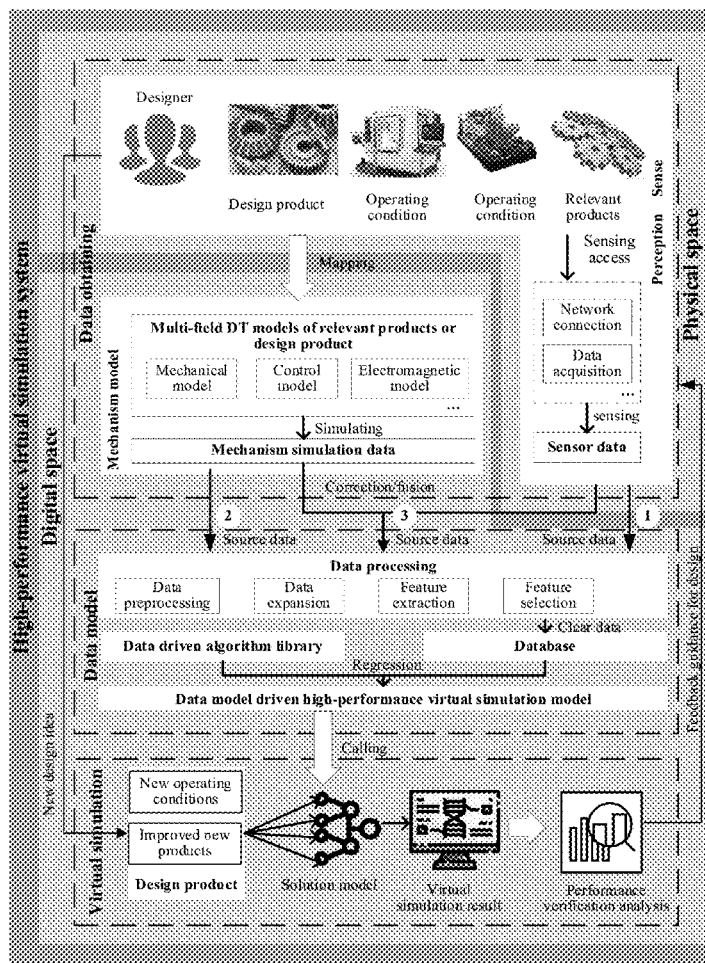 High-performance virtual simulation system
Digital space
Physical space
Data obtaining
Designer
Design product
Operating
condition
Operating
condition
Relevant
products
Perception Sense
Mapping
Sensing
access
Mechanism model
Multi-field DT models of relevant products or
design product
Mechanical
model
Control
model
Electromagnetic
model
...
Simulating
Mechanism simulation data
Network
connection
Data
acquisition
...
sensing
Sensor data
Correction/fusion
2
3
1
Source data
Source data
Source data
Data model
Data processing
Data
preprocessing
Data
expansion
Feature
extraction
Feature
selection
Clear data
Data driven algorithm library
Database
Regression
Data model driven high-performance virtual simulation model
Calling
New design idea
Feedback guidance for design
Virtual simulation
New operating
conditions
Improved new
products
Design product
Solution model
Virtual
simulation result
Performance
verification analysis